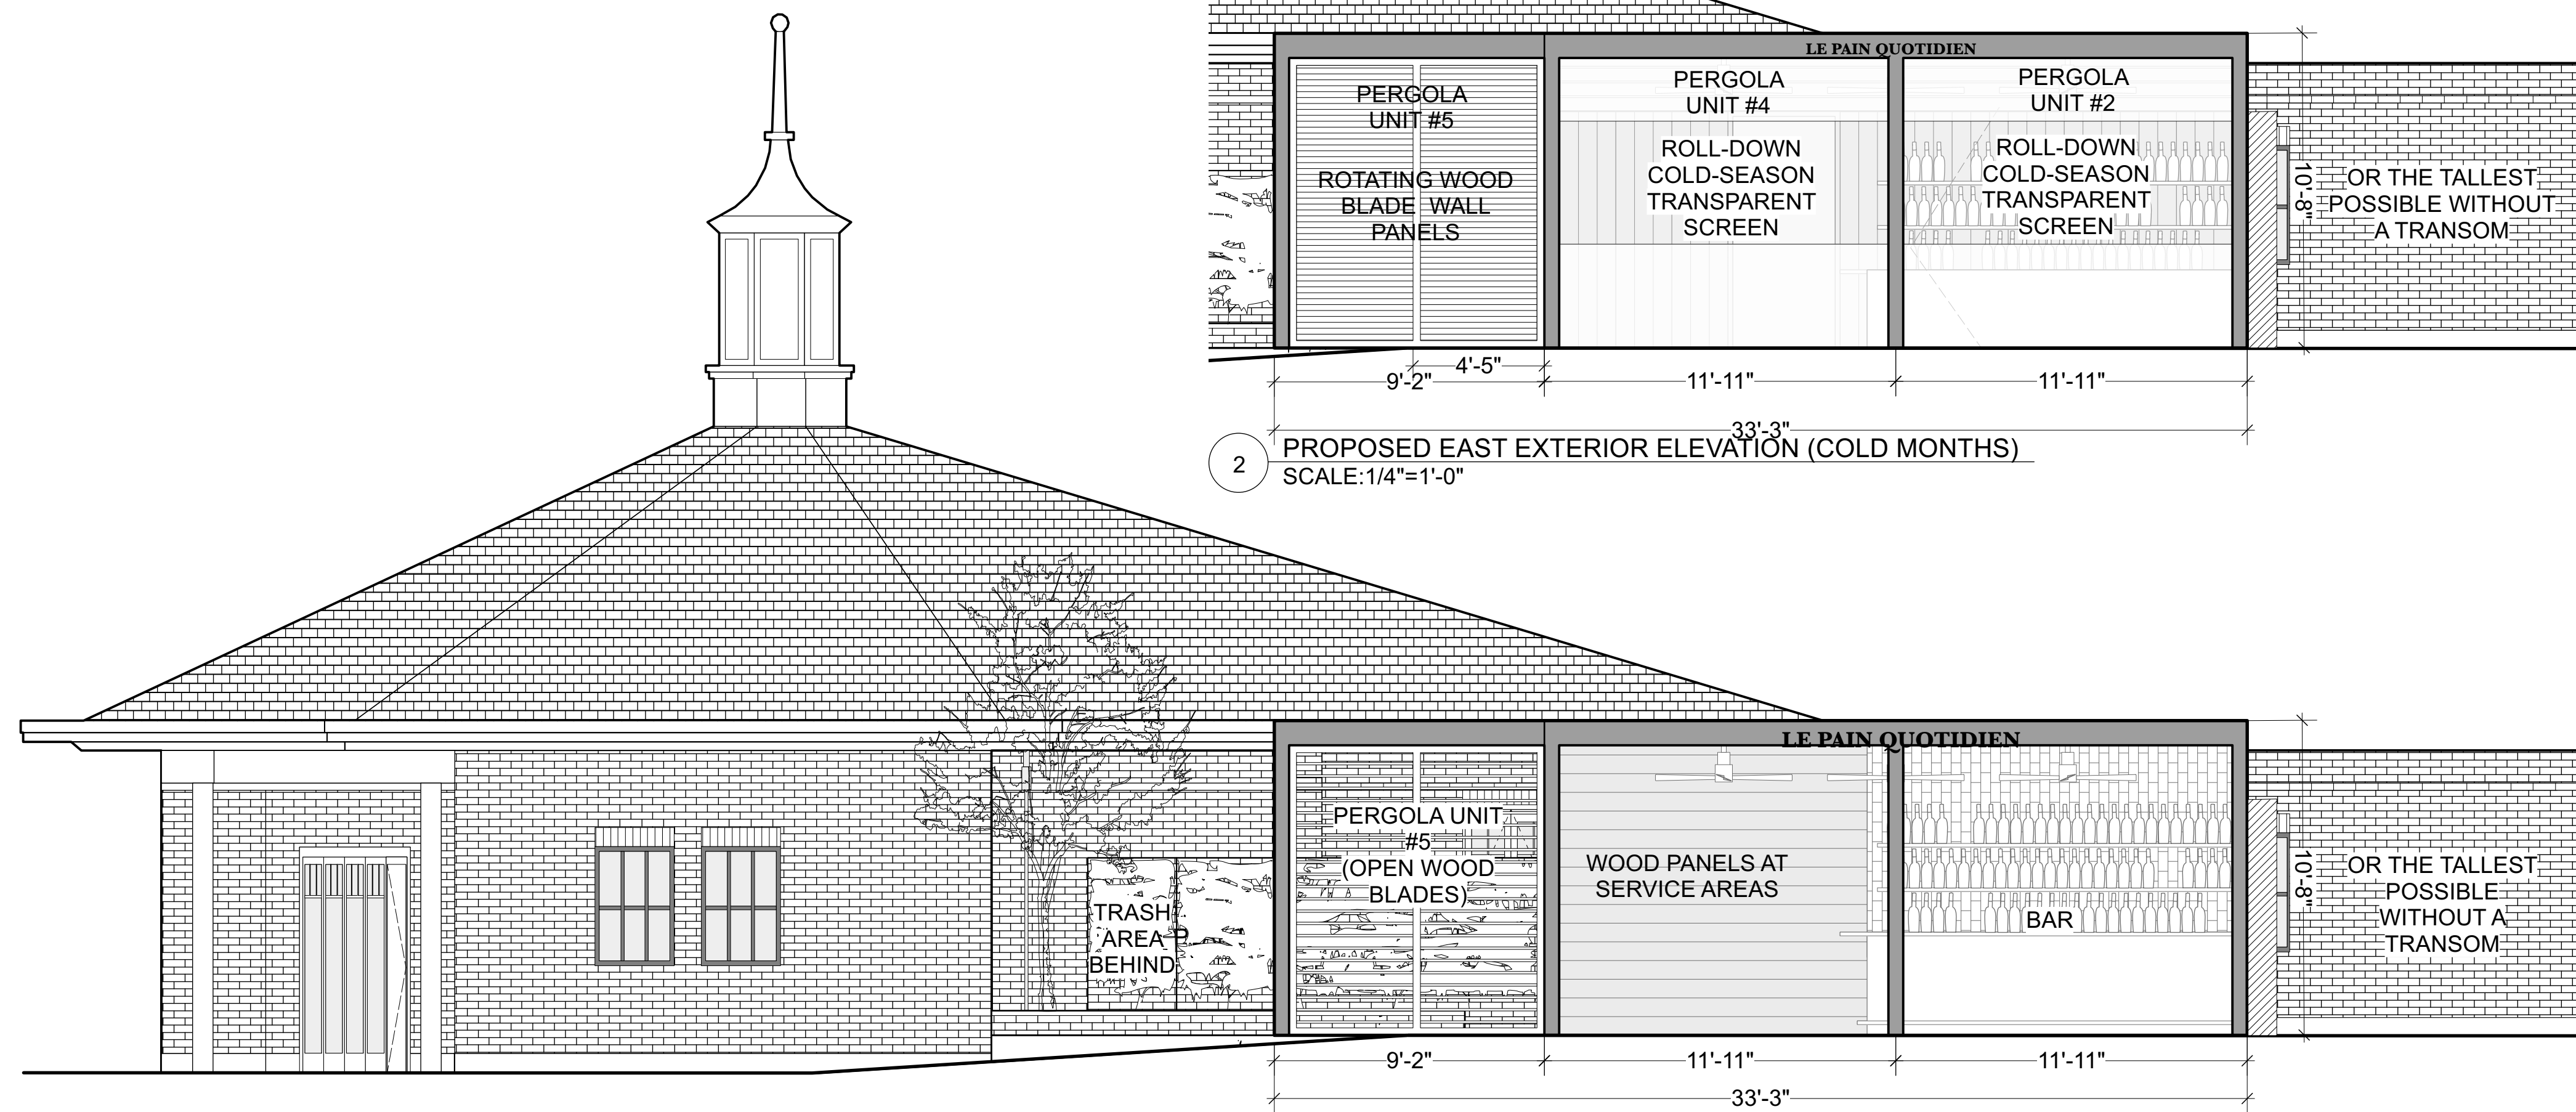 LE PAIN QUOTIDIEN
PERGOLA
UNIT #5
ROTATING WOOD
BLADE WALL
PANELS
PERGOLA
UNIT #4
ROLL-DOWN
COLD-SEASON
TRANSPARENT
SCREEN
PERGOLA
UNIT #2
ROLL-DOWN
COLD-SEASON
TRANSPARENT
SCREEN
10'-8"
OR THE TALLEST
POSSIBLE WITHOUT
A TRANSOM
4'-5"
9'-2"
11'-11"
11'-11"
33'-3"
2
PROPOSED EAST EXTERIOR ELEVATION (COLD MONTHS)
SCALE:1/4"=1'-0"
LE PAIN QUOTIDIEN
TRASH
AREA P
BEHIND
PERGOLA UNIT
#5
(OPEN WOOD
BLADES)
WOOD PANELS AT
SERVICE AREAS
BAR
10'-8"
OR THE TALLEST
POSSIBLE
WITHOUT A
TRANSOM
9'-2"
11'-11"
11'-11"
33'-3"